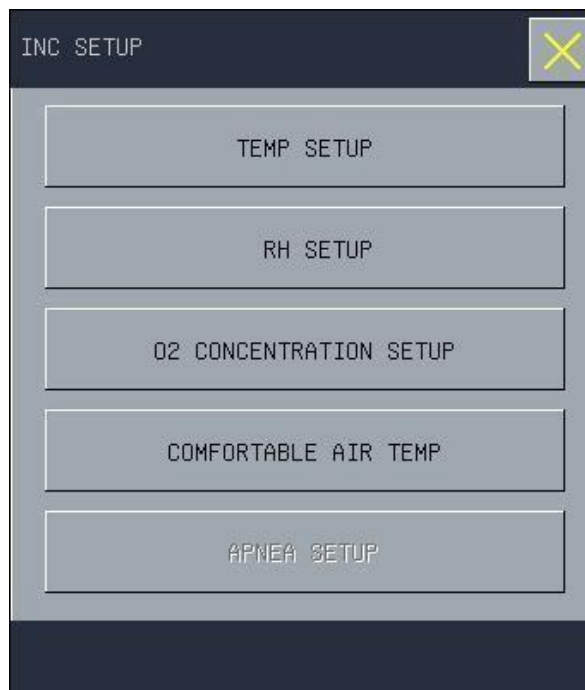 INC SETUP
TEMP SETUP
RH SETUP
O2 CONCENTRATION SETUP
COMFORTABLE AIR TEMP
APNEA SETUP